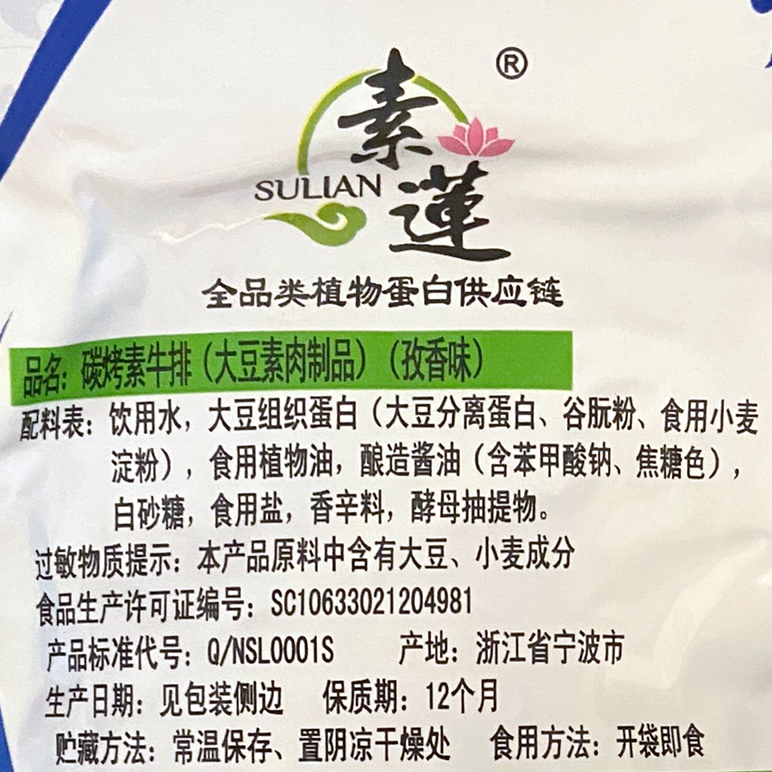 ®
素
SULIAN
蓮
全品类植物蛋白供应链
品名：碳烤素牛排（大豆素肉制品）（孜香味）
配料表：饮用水，大豆组织蛋白（大豆分离蛋白、谷朊粉、食用小麦
淀粉），食用植物油，酿造酱油（含苯甲酸钠、焦糖色），
白砂糖，食用盐，香辛料，酵母抽提物。
过敏物质提示：本产品原料中含有大豆、小麦成分
食品生产许可证编号：SC10633021204981
产品标准代号：Q/NSL0001S 产地：浙江省宁波市
生产日期：见包装侧边 保质期：12个月
贮藏方法：常温保存、置阴凉干燥处 食用方法：开袋即食